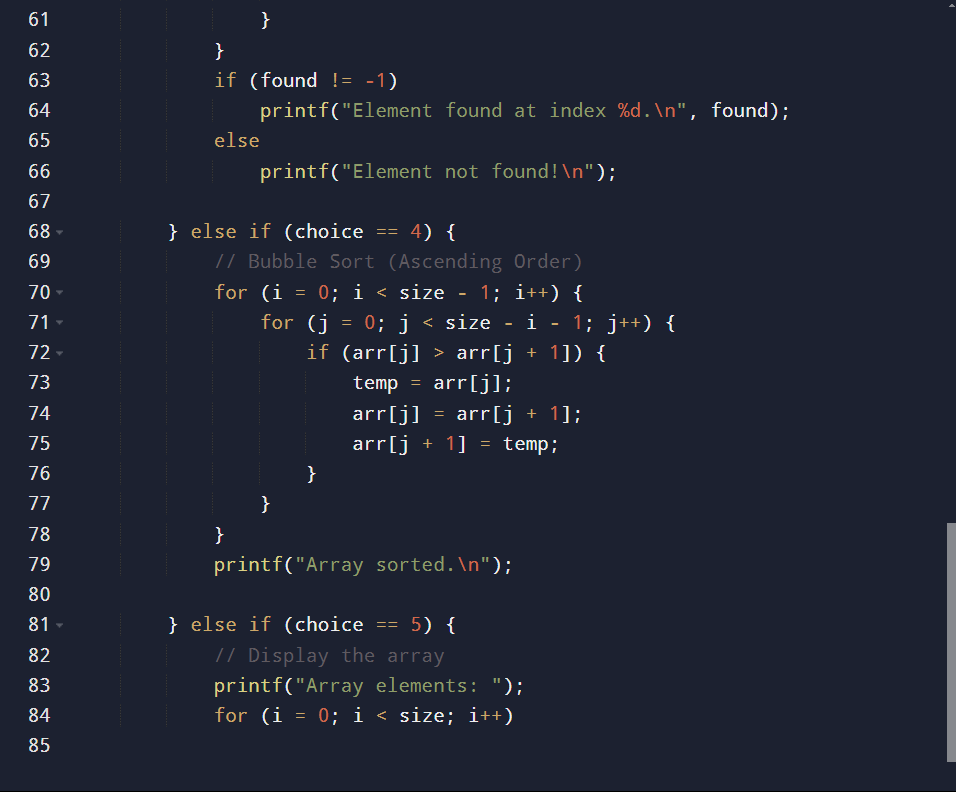 61                 }
62             }
63             if (found != -1)
64                 printf("Element found at index %d.\n", found);
65             else
66                 printf("Element not found!\n");
67
68         } else if (choice == 4) {
69             // Bubble Sort (Ascending Order)
70             for (i = 0; i < size - 1; i++) {
71                 for (j = 0; j < size - i - 1; j++) {
72                     if (arr[j] > arr[j + 1]) {
73                         temp = arr[j];
74                         arr[j] = arr[j + 1];
75                         arr[j + 1] = temp;
76                     }
77                 }
78             }
79             printf("Array sorted.\n");
80
81         } else if (choice == 5) {
82             // Display the array
83             printf("Array elements: ");
84             for (i = 0; i < size; i++)
85